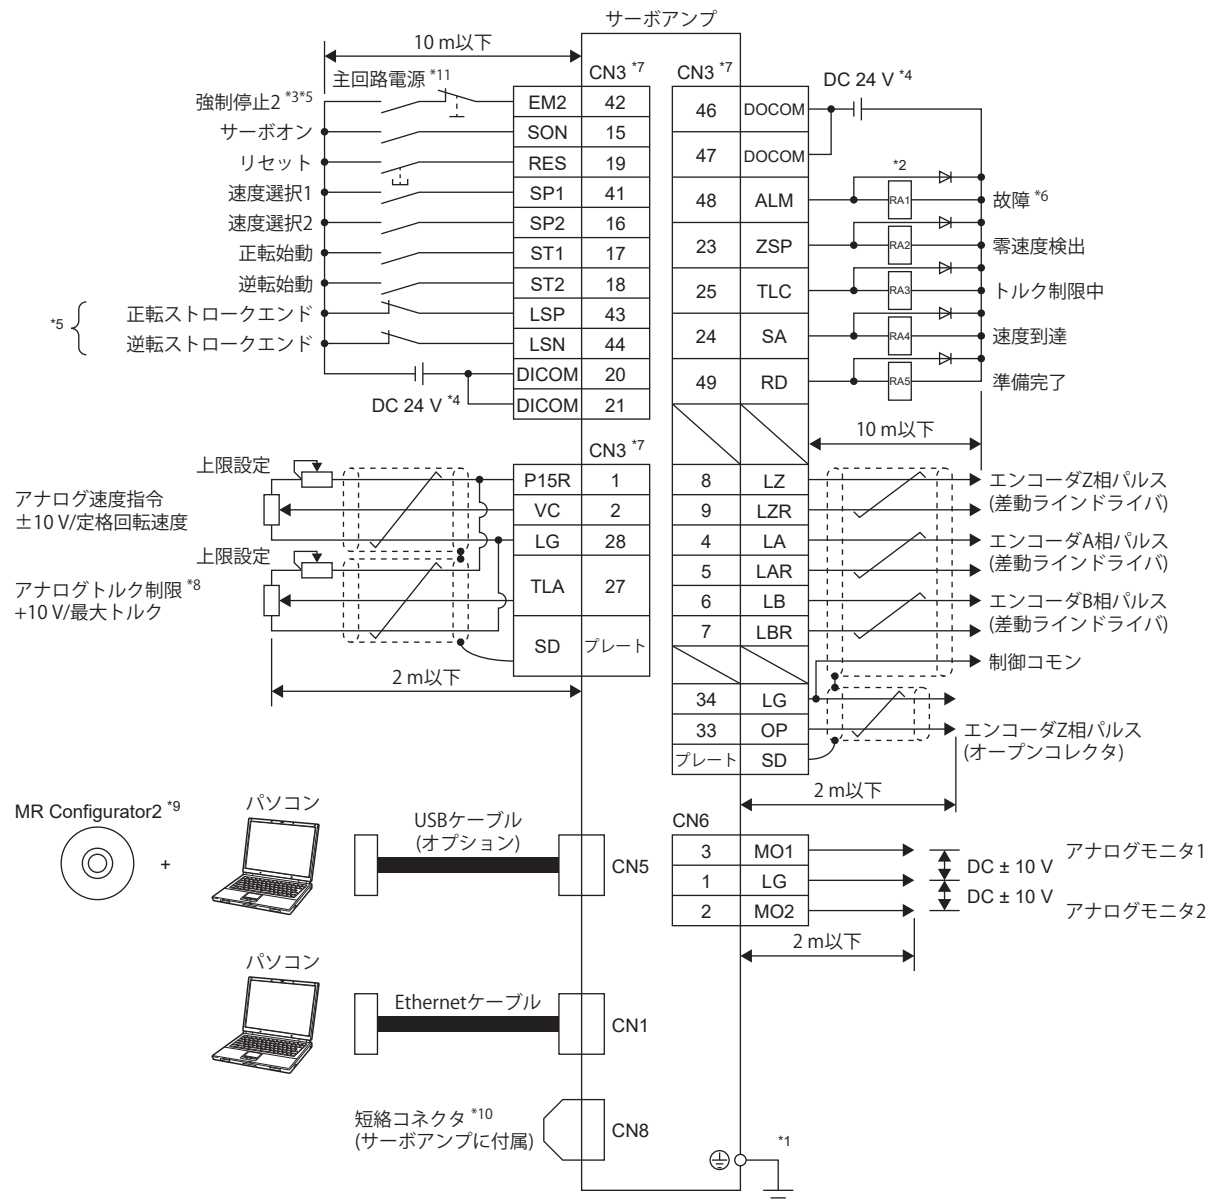 サーボアンプ
10 m以下
CN3 *7
主回路電源 *11
強制停止2 *3*5
EM2 42
サーボオン
SON 15
リセット
RES 19
速度選択1
SP1 41
速度選択2
SP2 16
正転始動
ST1 17
逆転始動
ST2 18
*5
正転ストロークエンド
LSP 43
逆転ストロークエンド
LSN 44
DICOM 20
DC 24 V *4
DICOM 21
CN3 *7
DC 24 V *4
46 DOCOM
47 DOCOM
*2
48 ALM
RA1
故障 *6
23 ZSP
RA2
零速度検出
25 TLC
RA3
トルク制限中
24 SA
RA4
速度到達
49 RD
RA5
準備完了
10 m以下
CN3 *7
上限設定
P15R 1
アナログ速度指令
±10 V/定格回転速度
VC 2
LG 28
上限設定
アナログトルク制限 *8
+10 V/最大トルク
TLA 27
SD プレート
2 m以下
8 LZ
エンコーダZ相パルス
(差動ラインドライバ)
9 LZR
4 LA
エンコーダA相パルス
(差動ラインドライバ)
5 LAR
6 LB
エンコーダB相パルス
(差動ラインドライバ)
7 LBR
制御コモン
34 LG
33 OP
エンコーダZ相パルス
(オープンコレクタ)
プレート SD
2 m以下
MR Configurator2 *9
+
パソコン
USBケーブル
(オプション)
CN5
CN6
3 MO1
アナログモニタ1
DC ± 10 V
1 LG
DC ± 10 V
2 MO2
アナログモニタ2
2 m以下
パソコン
Ethernetケーブル
CN1
短絡コネクタ *10
(サーボアンプに付属)
CN8
*1